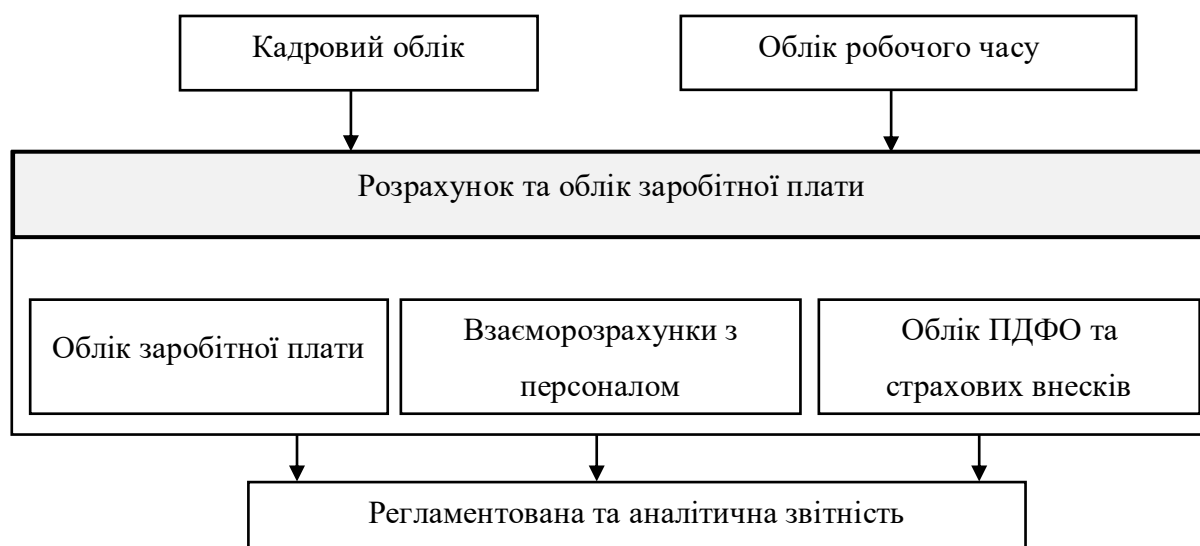 Кадровий облік
Облік робочого часу
Розрахунок та облік заробітної плати
Облік заробітної плати
Взаєморозрахунки з
персоналом
Облік ПДФО та
страхових внесків
Регламентована та аналітична звітність